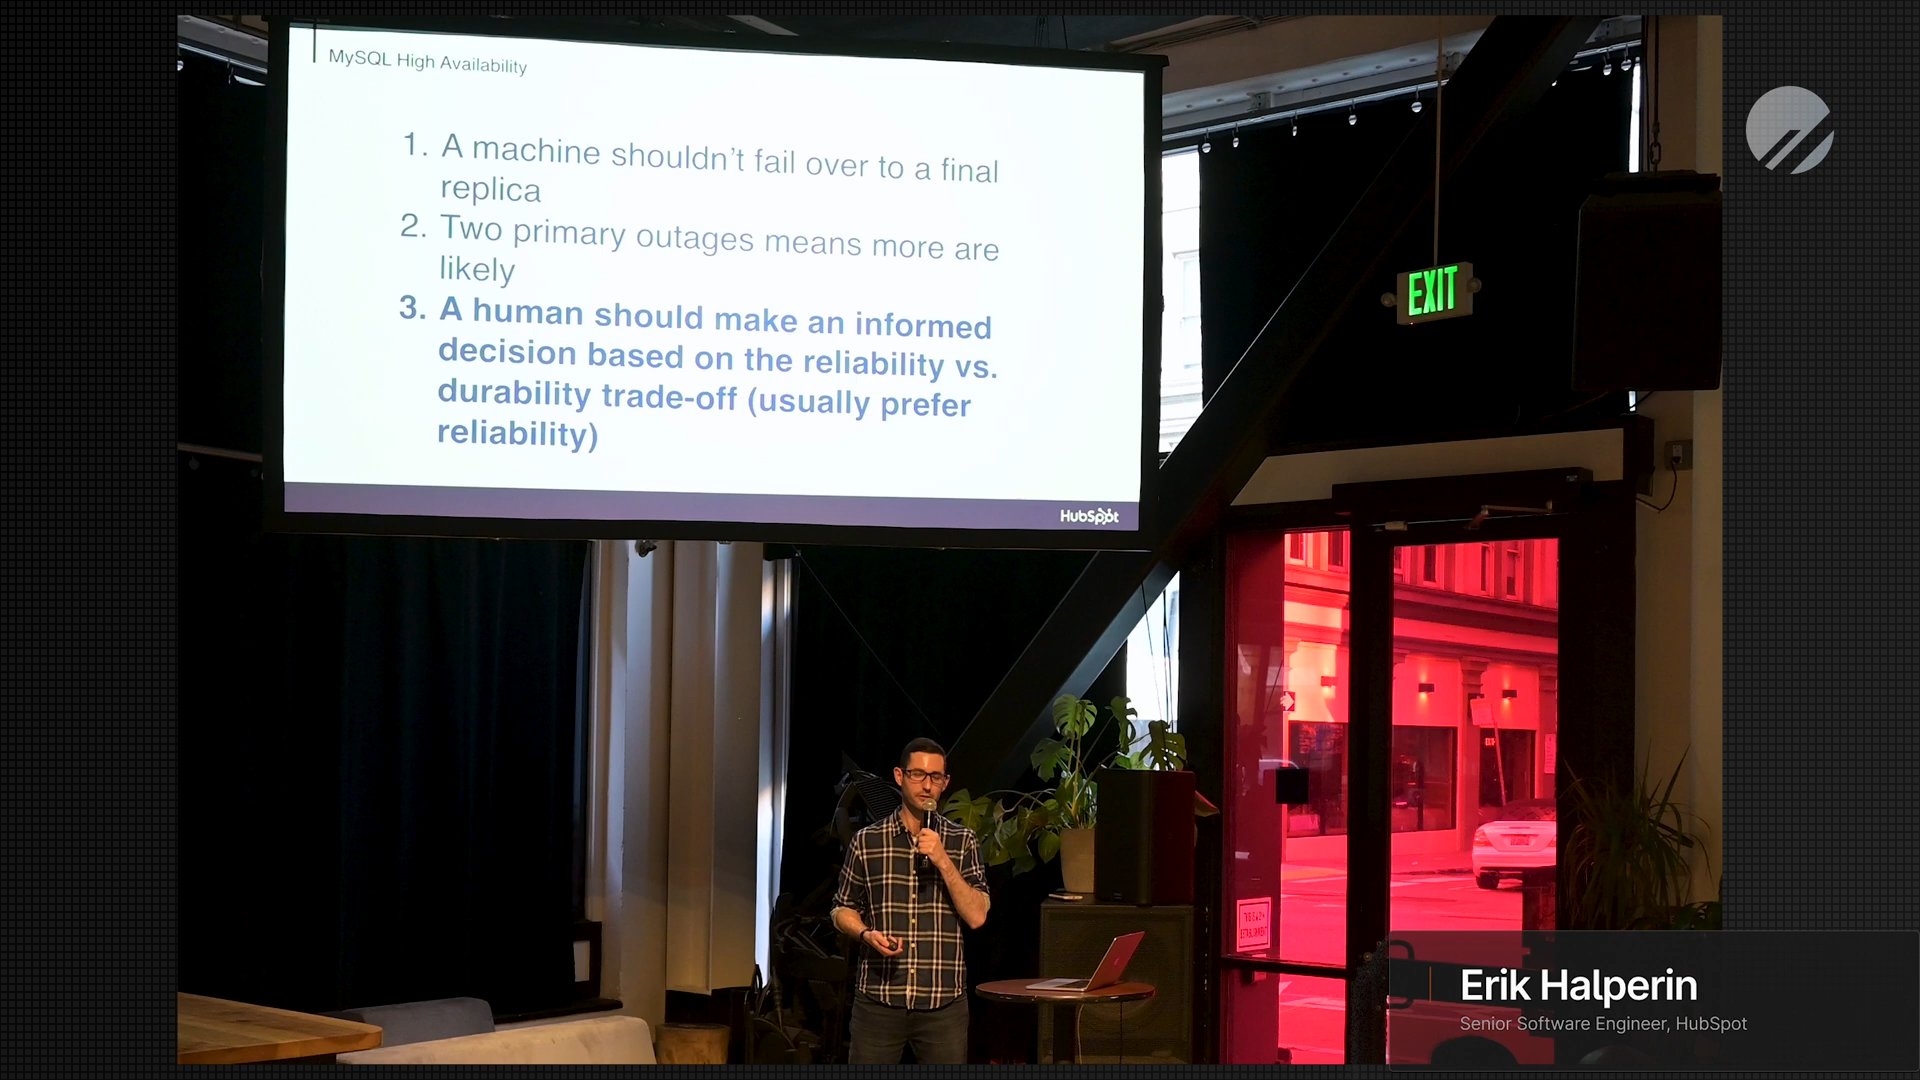 MySQL High Availability
1. A machine shouldn't fail over to a final
replica
2. Two primary outages means more are
likely
3. A human should make an informed
decision based on the reliability vs.
durability trade-off (usually prefer
reliability)
HubSpot
EXIT
Erik Halperin
Senior Software Engineer, HubSpot